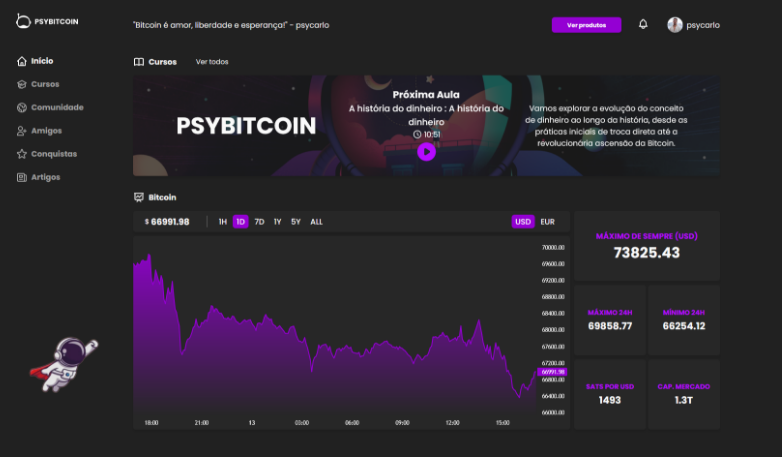 PSYBITCOIN
"Bitcoin é amor, liberdade e esperança!" - psycarlo
Ver produtos
psycarlo
Início
Cursos
Comunidade
Amigos
Conquistas
Artigos
Cursos
Ver todos
PSYBITCOIN
Próxima Aula
A história do dinheiro : A história do
dinheiro
10:51
Vamos explorar a evolução do conceito
de dinheiro ao longo da história, desde as
práticas iniciais de troca direta até a
revolucionária ascensão da Bitcoin.
Bitcoin
$ 66991.98
1H 1D 7D 1Y 5Y ALL
USD EUR
70000.00
69600.00
69200.00
68800.00
68400.00
68000.00
67600.00
67200.00
66991.98
66800.00
66400.00
66000.00
18:00 21:00 13 03:00 06:00 09:00 12:00 15:00
MÁXIMO DE SEMPRE (USD)
73825.43
MÁXIMO 24H
69858.77
MÍNIMO 24H
66254.12
SATS POR USD
1493
CAP. MERCADO
1.3T